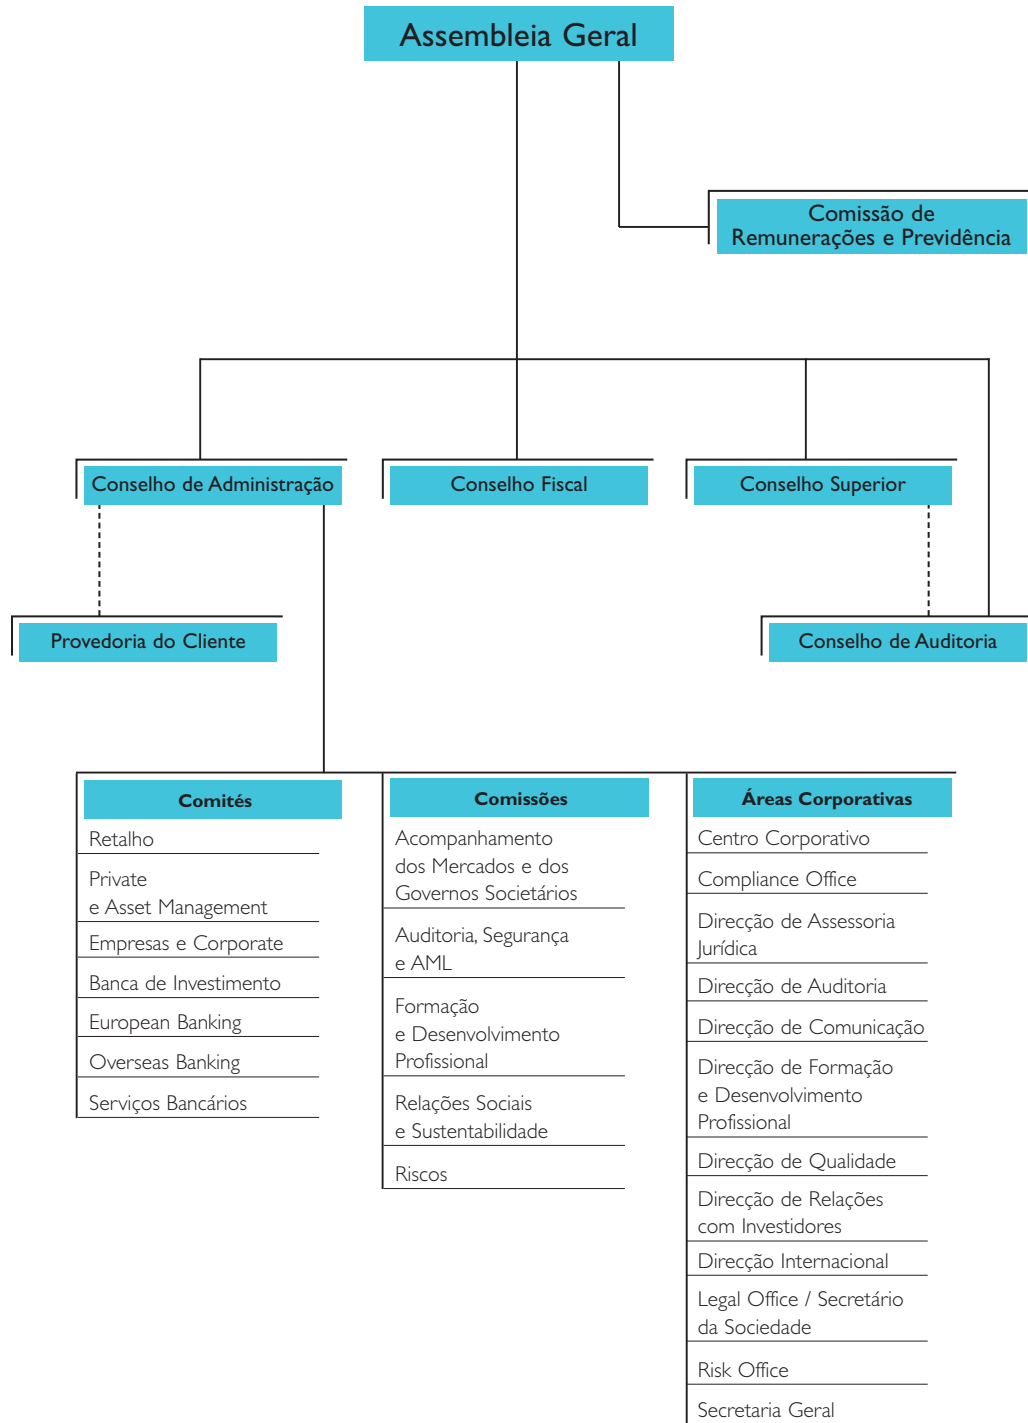 Assembleia Geral
Comissão de
Remunerações e Previdência
Conselho de Administração
Conselho Fiscal
Conselho Superior
Provedoria do Cliente
Conselho de Auditoria
Comités
Retalho
Private
e Asset Management
Empresas e Corporate
Banca de Investimento
European Banking
Overseas Banking
Serviços Bancários
Comissões
Acompanhamento
dos Mercados e dos
Governos Societários
Auditoria, Segurança
e AML
Formação
e Desenvolvimento
Profissional
Relações Sociais
e Sustentabilidade
Riscos
Áreas Corporativas
Centro Corporativo
Compliance Office
Direcção de Assessoria
Jurídica
Direcção de Auditoria
Direcção de Comunicação
Direcção de Formação
e Desenvolvimento
Profissional
Direcção de Qualidade
Direcção de Relações
com Investidores
Direcção Internacional
Legal Office / Secretário
da Sociedade
Risk Office
Secretaria Geral